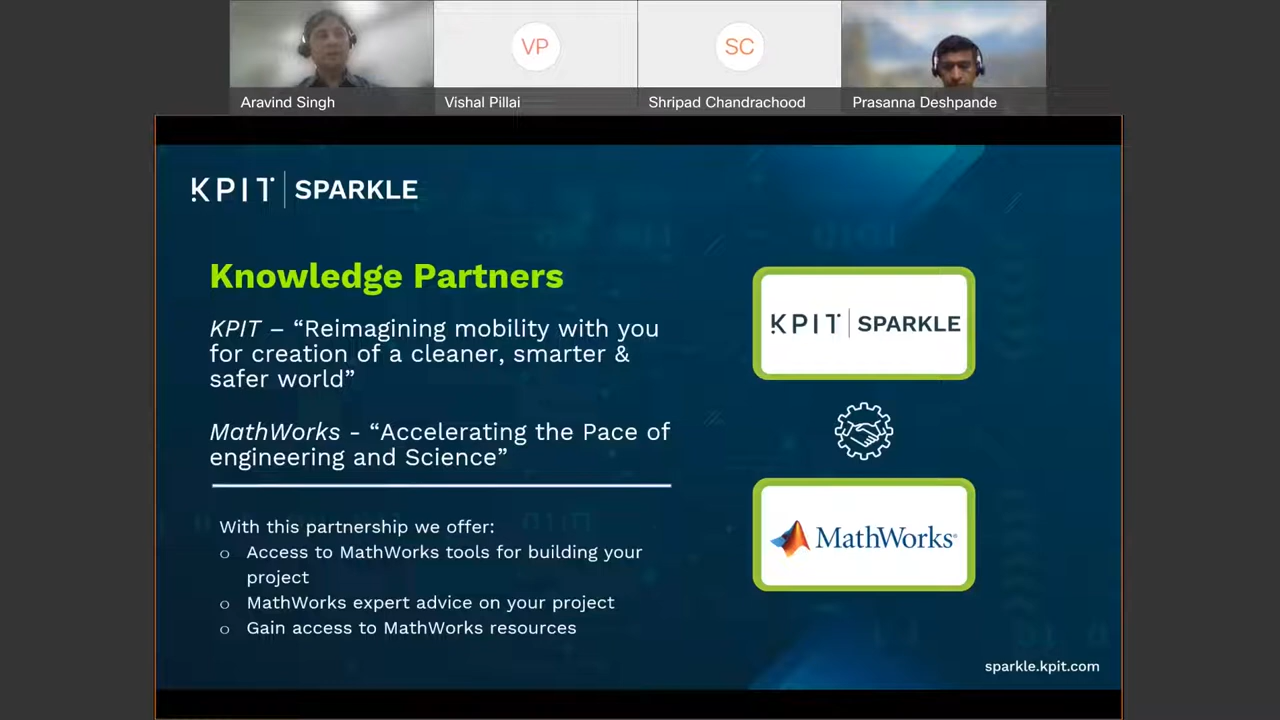 VP
SC
Aravind Singh
Vishal Pillai
Shripad Chandrachood
Prasanna Deshpande
KPIT | SPARKLE
Knowledge Partners
KPIT – “Reimagining mobility with you
for creation of a cleaner, smarter &
safer world”
MathWorks - “Accelerating the Pace of
engineering and Science”
With this partnership we offer:
o Access to MathWorks tools for building your
project
o MathWorks expert advice on your project
o Gain access to MathWorks resources
KPIT | SPARKLE
MathWorks®
sparkle.kpit.com